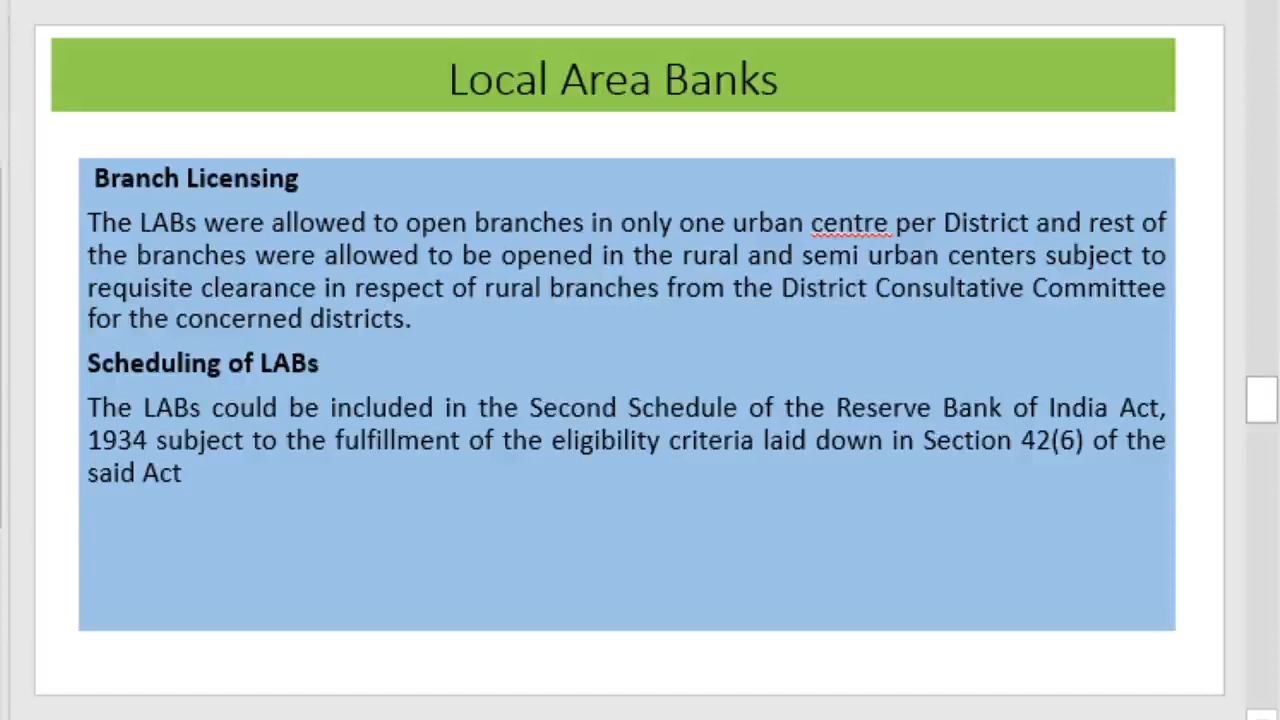 Local Area Banks
Branch Licensing
The LABs were allowed to open branches in only one urban centre per District and rest of
the branches were allowed to be opened in the rural and semi urban centers subject to
requisite clearance in respect of rural branches from the District Consultative Committee
for the concerned districts.
Scheduling of LABs
The LABs could be included in the Second Schedule of the Reserve Bank of India Act,
1934 subject to the fulfillment of the eligibility criteria laid down in Section 42(6) of the
said Act